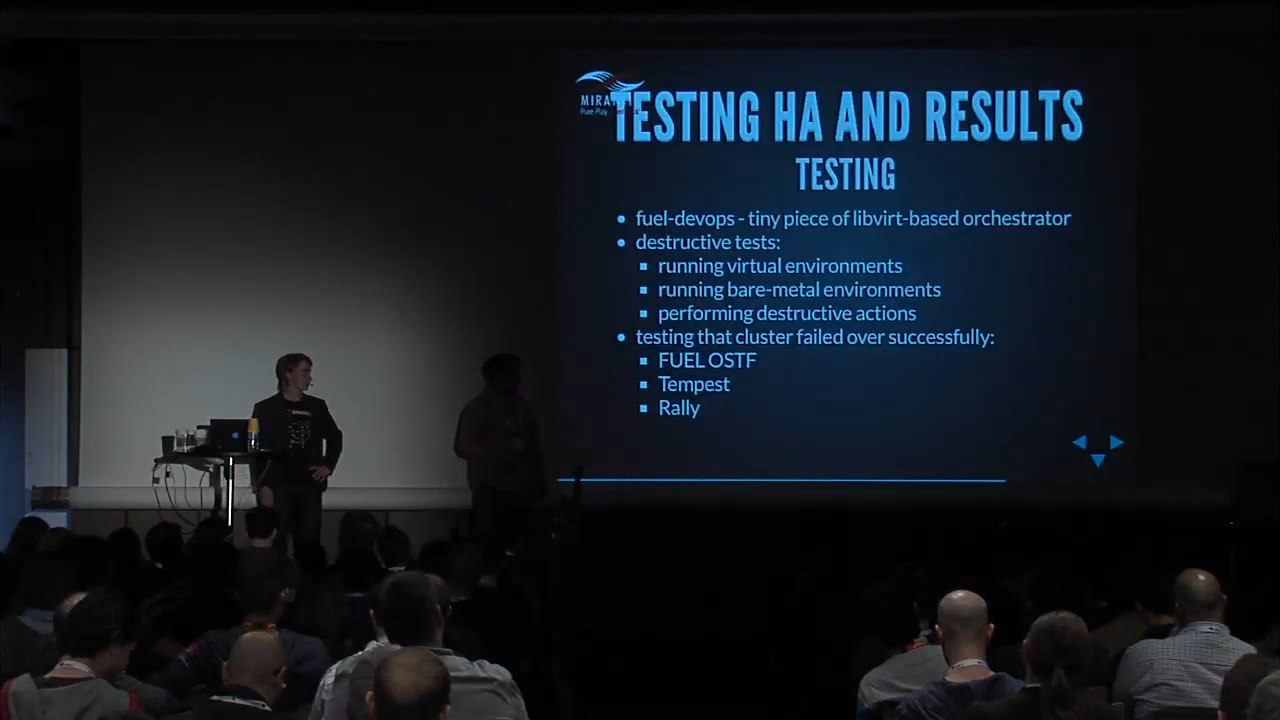 MIRA
Pure Play
TESTING HA AND RESULTS
TESTING
• fuel-devops - tiny piece of libvirt-based orchestrator
• destructive tests:
▪ running virtual environments
▪ running bare-metal environments
▪ performing destructive actions
• testing that cluster failed over successfully:
▪ FUEL OSTF
▪ Tempest
▪ Rally